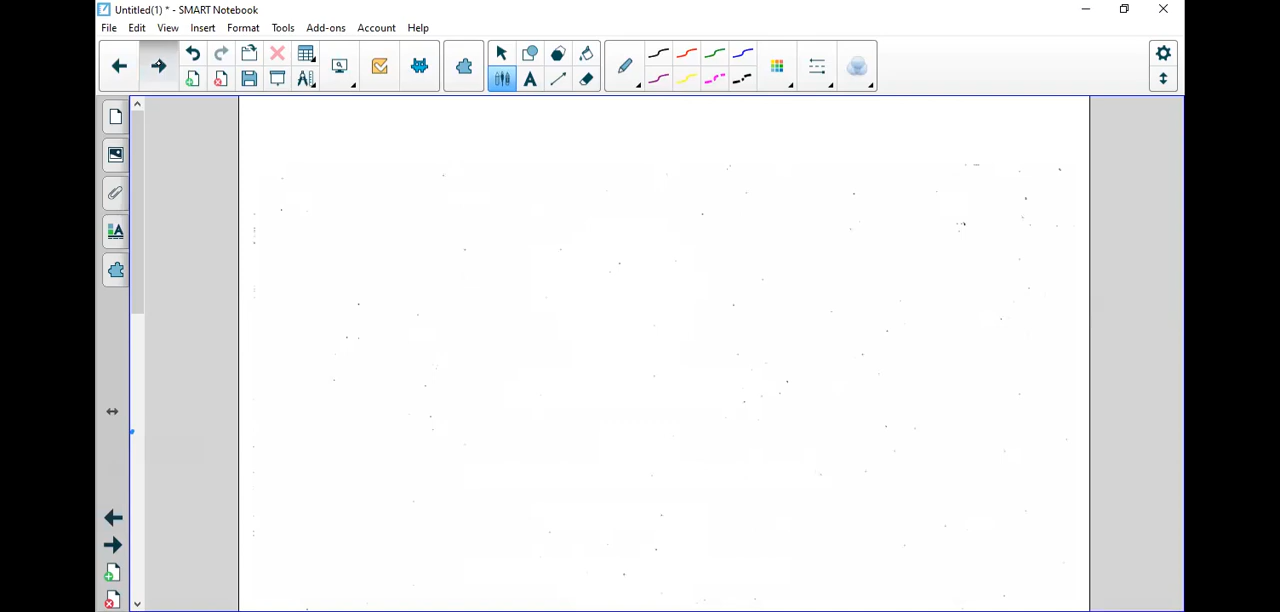 Untitled(1) * - SMART Notebook
File Edit View Insert Format Tools Add-ons Account Help